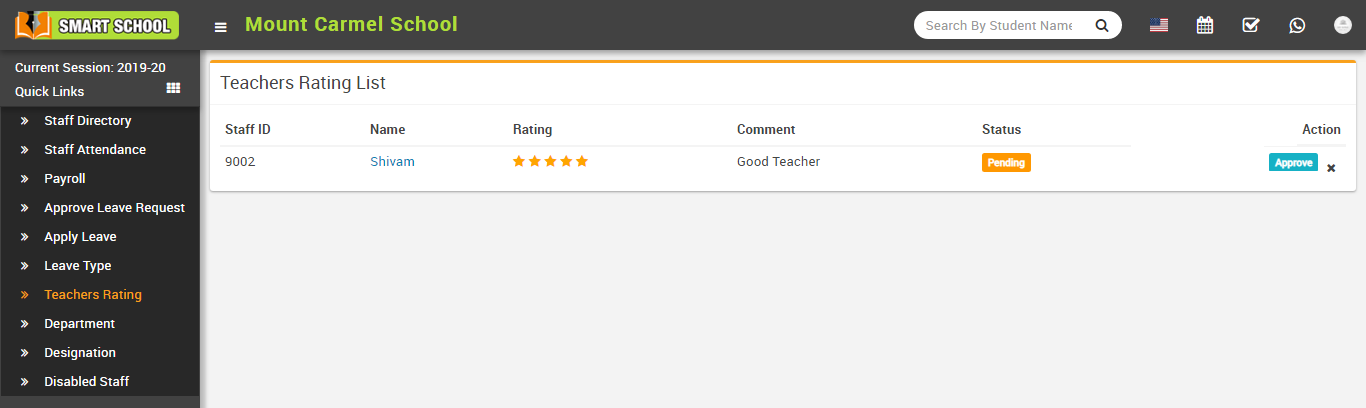 SMART SCHOOL
Mount Carmel School
Search By Student Name
Current Session: 2019-20
Quick Links
Staff Directory
Staff Attendance
Payroll
Approve Leave Request
Apply Leave
Leave Type
Teachers Rating
Department
Designation
Disabled Staff
Teachers Rating List
Staff ID Name Rating Comment Status Action
9002 Shivam Good Teacher Pending Approve